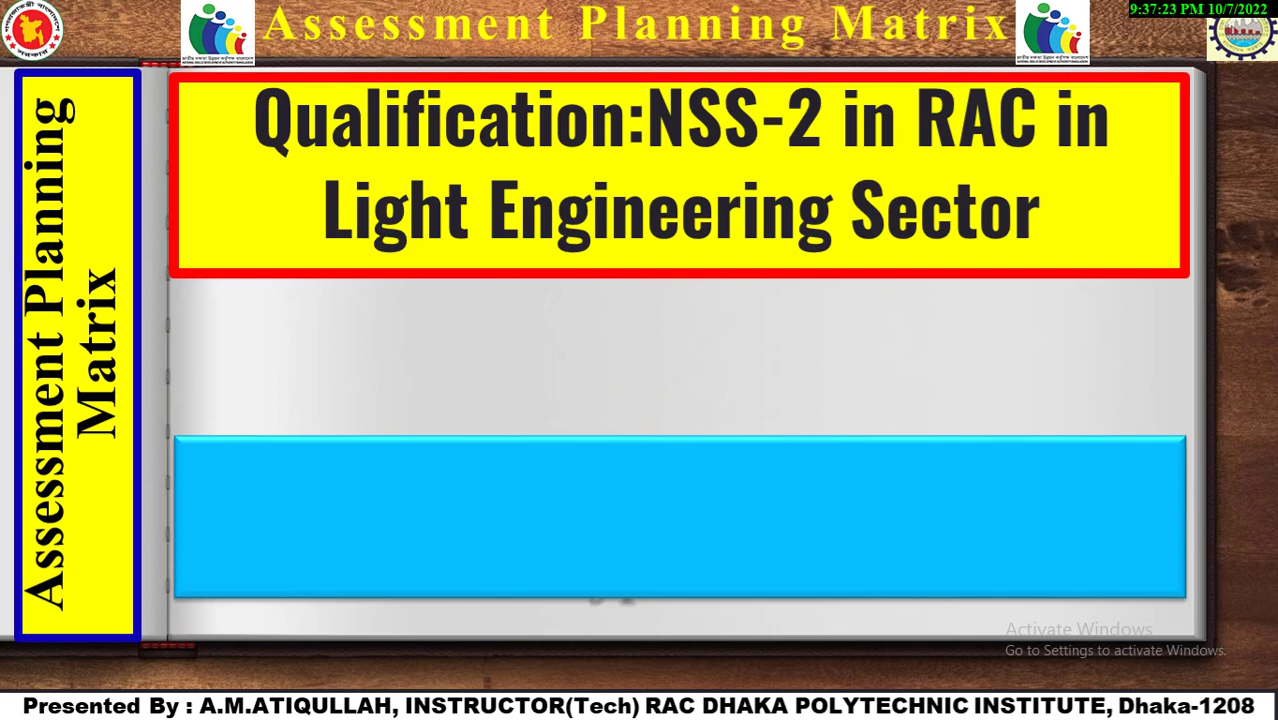 Assessment Planning Matrix
9:37:23 PM 10/7/2022
Assessment Planning
Matrix
Qualification:NSS-2 in RAC in
Light Engineering Sector
Activate Windows
Go to Settings to activate Windows.
Presented By : A.M.ATIQULLAH, INSTRUCTOR(Tech) RAC DHAKA POLYTECHNIC INSTITUTE, Dhaka-1208